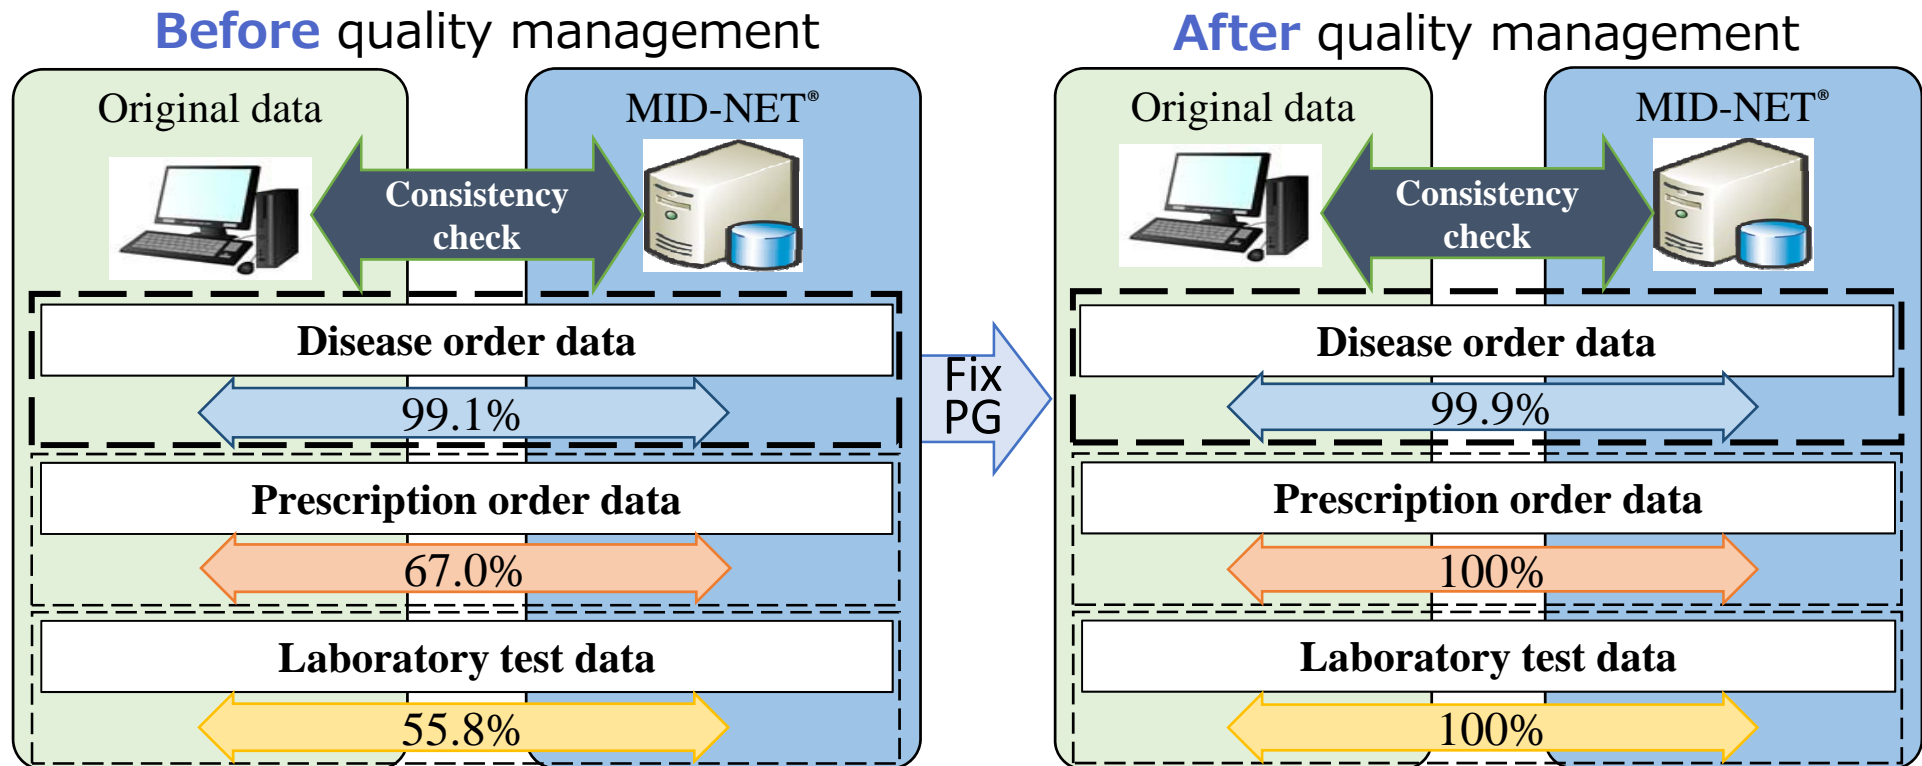 Before quality management
Original data
MID-NET®
Consistency
check
Disease order data
99.1%
Prescription order data
67.0%
Laboratory test data
55.8%
Fix
PG
After quality management
Original data
MID-NET®
Consistency
check
Disease order data
99.9%
Prescription order data
100%
Laboratory test data
100%